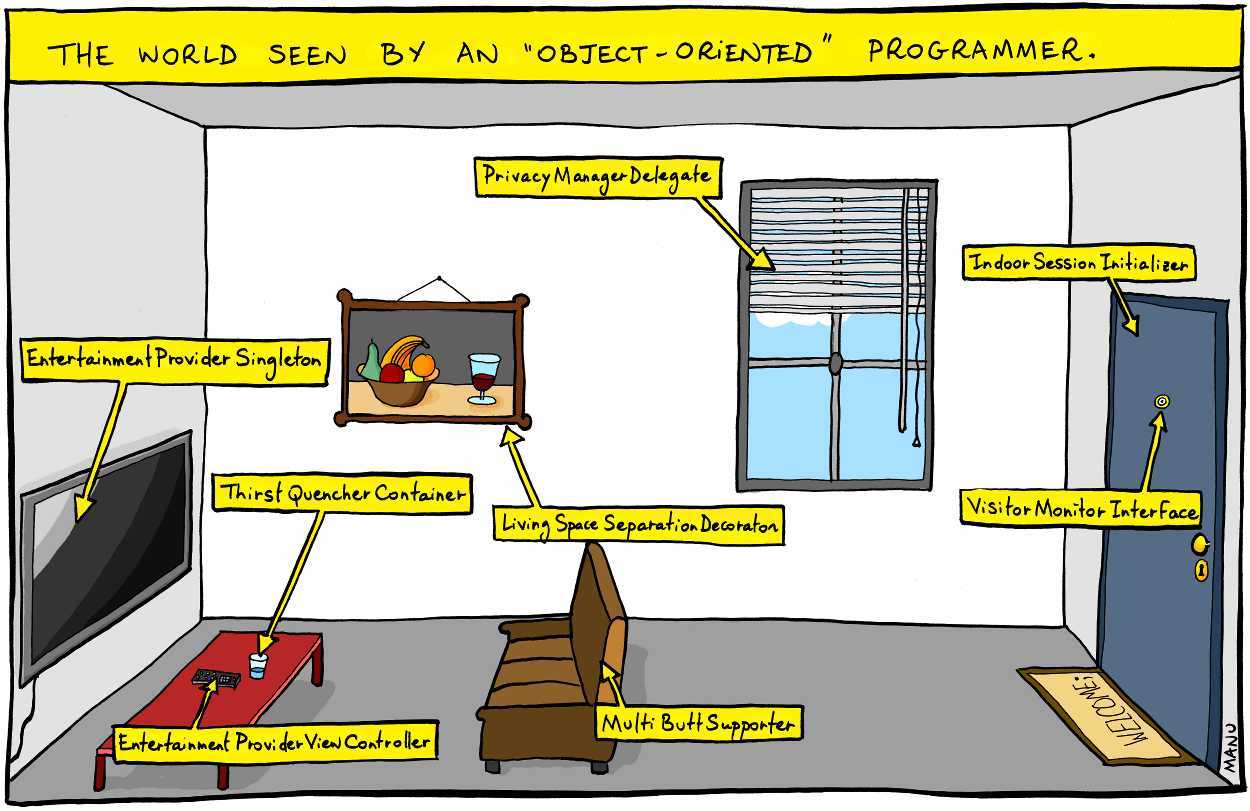 THE WORLD SEEN BY AN "OBJECT-ORIENTED" PROGRAMMER.
Privacy Manager Delegate
Indoor Session Initializer
Entertainment Provider Singleton
Thirst Quencher Container
Living Space Separation Decorator
Visitor Monitor Interface
Multi Butt Supporter
Entertainment Provider View Controller
WELCOME!
MANU